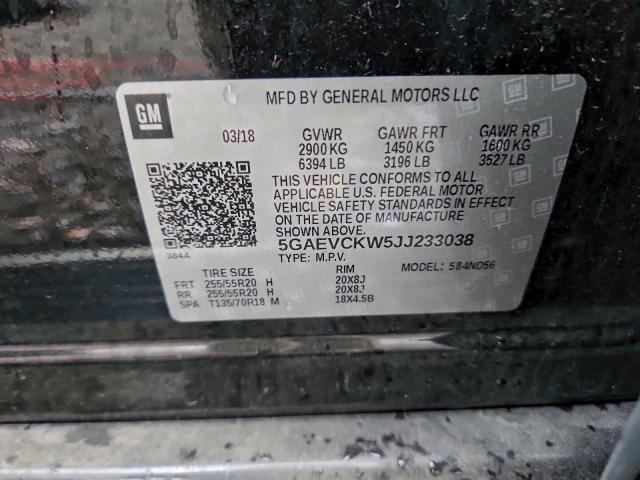 GM
MFD BY GENERAL MOTORS LLC
03/18 GVWR GAWR FRT GAWR RR
2900 KG 1450 KG 1600 KG
6394 LB 3196 LB 3527 LB
THIS VEHICLE CONFORMS TO ALL
APPLICABLE U.S. FEDERAL MOTOR
VEHICLE SAFETY STANDARDS IN EFFECT
ON THE DATE OF MANUFACTURE
SHOWN ABOVE.
384A
5GAEVCKW5JJ233038
TYPE: M.P.V. MODEL: 584ND56
TIRE SIZE RIM
FRT 255/55R20 H 20X8J
RR 255/55R20 H 20X8J
SPA T135/70R18 M 18X4.5B